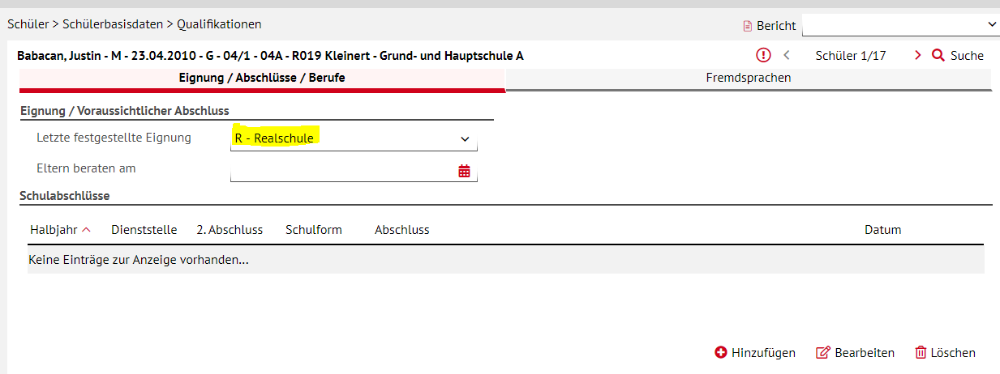 Schüler > Schülerbasisdaten > Qualifikationen
Bericht
Babacan, Justin - M - 23.04.2010 - G - 04/1 - 04A - R019 Kleinert - Grund- und Hauptschule A
Schüler 1/17
Suche
Eignung / Abschlüsse / Berufe
Fremdsprachen
Eignung / Voraussichtlicher Abschluss
Letzte festgestellte Eignung
R - Realschule
Eltern beraten am
Schulabschlüsse
Halbjahr Dienststelle 2. Abschluss Schulform Abschluss Datum
Keine Einträge zur Anzeige vorhanden...
Hinzufügen Bearbeiten Löschen